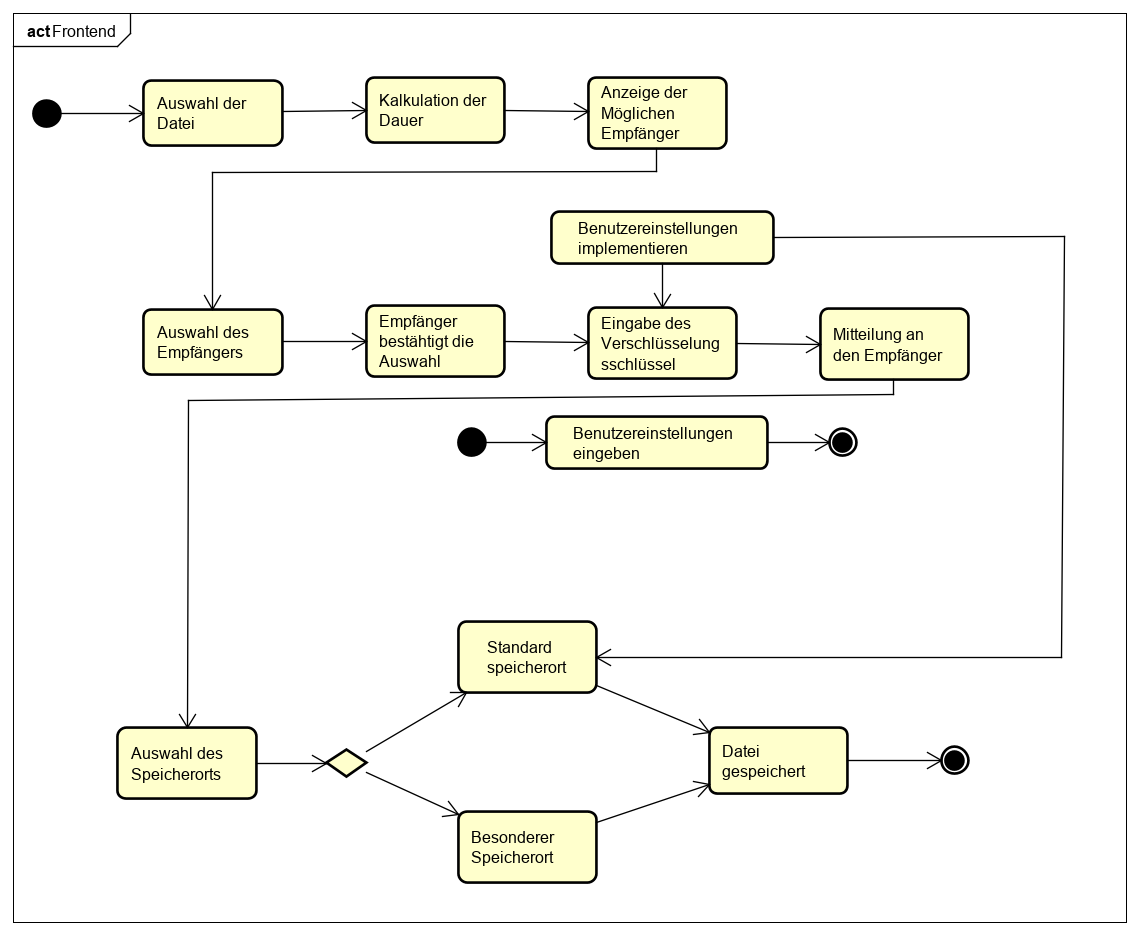 act Frontend
Auswahl der
Datei
Kalkulation der
Dauer
Anzeige der
Möglichen
Empfänger
Benutzereinstellungen
implementieren
Auswahl des
Empfängers
Empfänger
bestähtigt die
Auswahl
Eingabe des
Verschlüsselung
sschlüssel
Mitteilung an
den Empfänger
Benutzereinstellungen
eingeben
Standard
speicherort
Auswahl des
Speicherorts
Datei
gespeichert
Besonderer
Speicherort